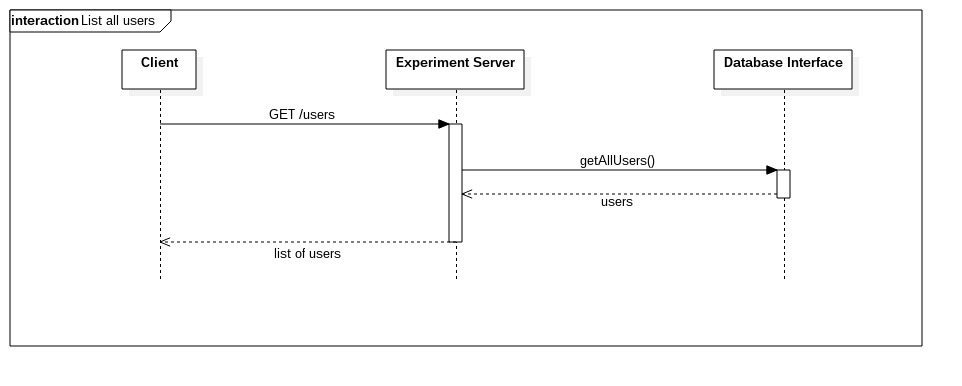 interaction List all users
Client
Experiment Server
Database Interface
GET /users
getAllUsers()
users
list of users